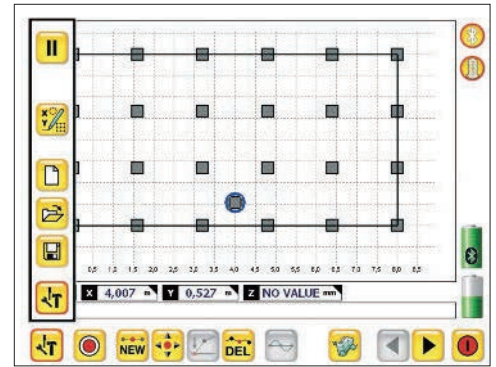 X
Y
0,5 1,0 1,5 2,0 2,5 3,0 3,5 4,0 4,5 5,0 5,5 6,0 6,5 7,0 7,5 8,0 8,5
X 4,007 m Y 0,527 m Z NO VALUE mm
T
T NEW DEL